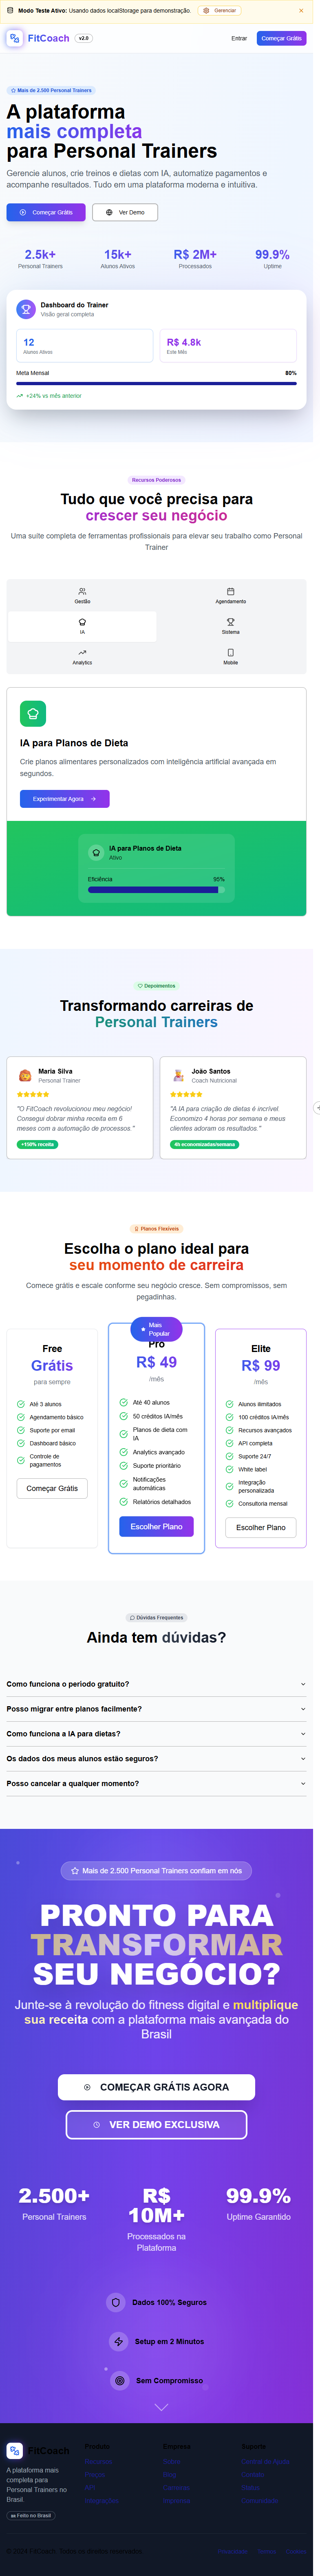 Modo Teste Ativo: Usando dados localStorage para demonstração.
Gerenciar
FitCoach
v2.0
Entrar
Começar Grátis
Mais de 2.500 Personal Trainers
A plataforma
mais completa
para Personal Trainers
Gerencie alunos, crie treinos e dietas com IA, automatize pagamentos e
acompanhe resultados. Tudo em uma plataforma moderna e intuitiva.
Começar Grátis
Ver Demo
2.5k+
Personal Trainers
15k+
Alunos Ativos
R$ 2M+
Processados
99.9%
Uptime
Dashboard do Trainer
Visão geral completa
12
Alunos Ativos
R$ 4.8k
Este Mês
Meta Mensal
80%
+24% vs mês anterior
Recursos Poderosos
Tudo que você precisa para
crescer seu negócio
Uma suíte completa de ferramentas profissionais para elevar seu trabalho como Personal
Trainer
Gestão
Agendamento
IA
Sistema
Analytics
Mobile
IA para Planos de Dieta
Crie planos alimentares personalizados com inteligência artificial avançada em
segundos.
Experimentar Agora
IA para Planos de Dieta
Ativo
Eficiência
95%
Depoimentos
Transformando carreiras de
Personal Trainers
Maria Silva
Personal Trainer
"O FitCoach revolucionou meu negócio!
Consegui dobrar minha receita em 6
meses com a automação de processos."
+150% receita
João Santos
Coach Nutricional
"A IA para criação de dietas é incrível.
Economizo 4 horas por semana e meus
clientes adoram os resultados."
4h economizadas/semana
Planos Flexíveis
Escolha o plano ideal para
seu momento de carreira
Comece grátis e escale conforme seu negócio cresce. Sem compromissos, sem
pegadinhas.
Free
Grátis
para sempre
Até 3 alunos
Agendamento básico
Suporte por email
Dashboard básico
Controle de
pagamentos
Começar Grátis
Mais
Popular
Pro
R$ 49
/mês
Até 40 alunos
50 créditos IA/mês
Planos de dieta com
IA
Analytics avançado
Suporte prioritário
Notificações
automáticas
Relatórios detalhados
Escolher Plano
Elite
R$ 99
/mês
Alunos ilimitados
100 créditos IA/mês
Recursos avançados
API completa
Suporte 24/7
White label
Integração
personalizada
Consultoria mensal
Escolher Plano
Dúvidas Frequentes
Ainda tem dúvidas?
Como funciona o período gratuito?
Posso migrar entre planos facilmente?
Como funciona a IA para dietas?
Os dados dos meus alunos estão seguros?
Posso cancelar a qualquer momento?
Mais de 2.500 Personal Trainers confiam em nós
PRONTO PARA
TRANSFORMAR
SEU NEGÓCIO?
Junte-se à revolução do fitness digital e multiplique
sua receita com a plataforma mais avançada do
Brasil
COMEÇAR GRÁTIS AGORA
VER DEMO EXCLUSIVA
2.500+
Personal Trainers
R$
10M+
Processados na
Plataforma
99.9%
Uptime Garantido
Dados 100% Seguros
Setup em 2 Minutos
Sem Compromisso
FitCoach
A plataforma mais
completa para
Personal Trainers no
Brasil.
Feito no Brasil
Produto
Recursos
Preços
API
Integrações
Empresa
Sobre
Blog
Carreiras
Imprensa
Suporte
Central de Ajuda
Contato
Status
Comunidade
FitCoach. Todos os direitos reservados.
Privacidade
Termos
Cookies